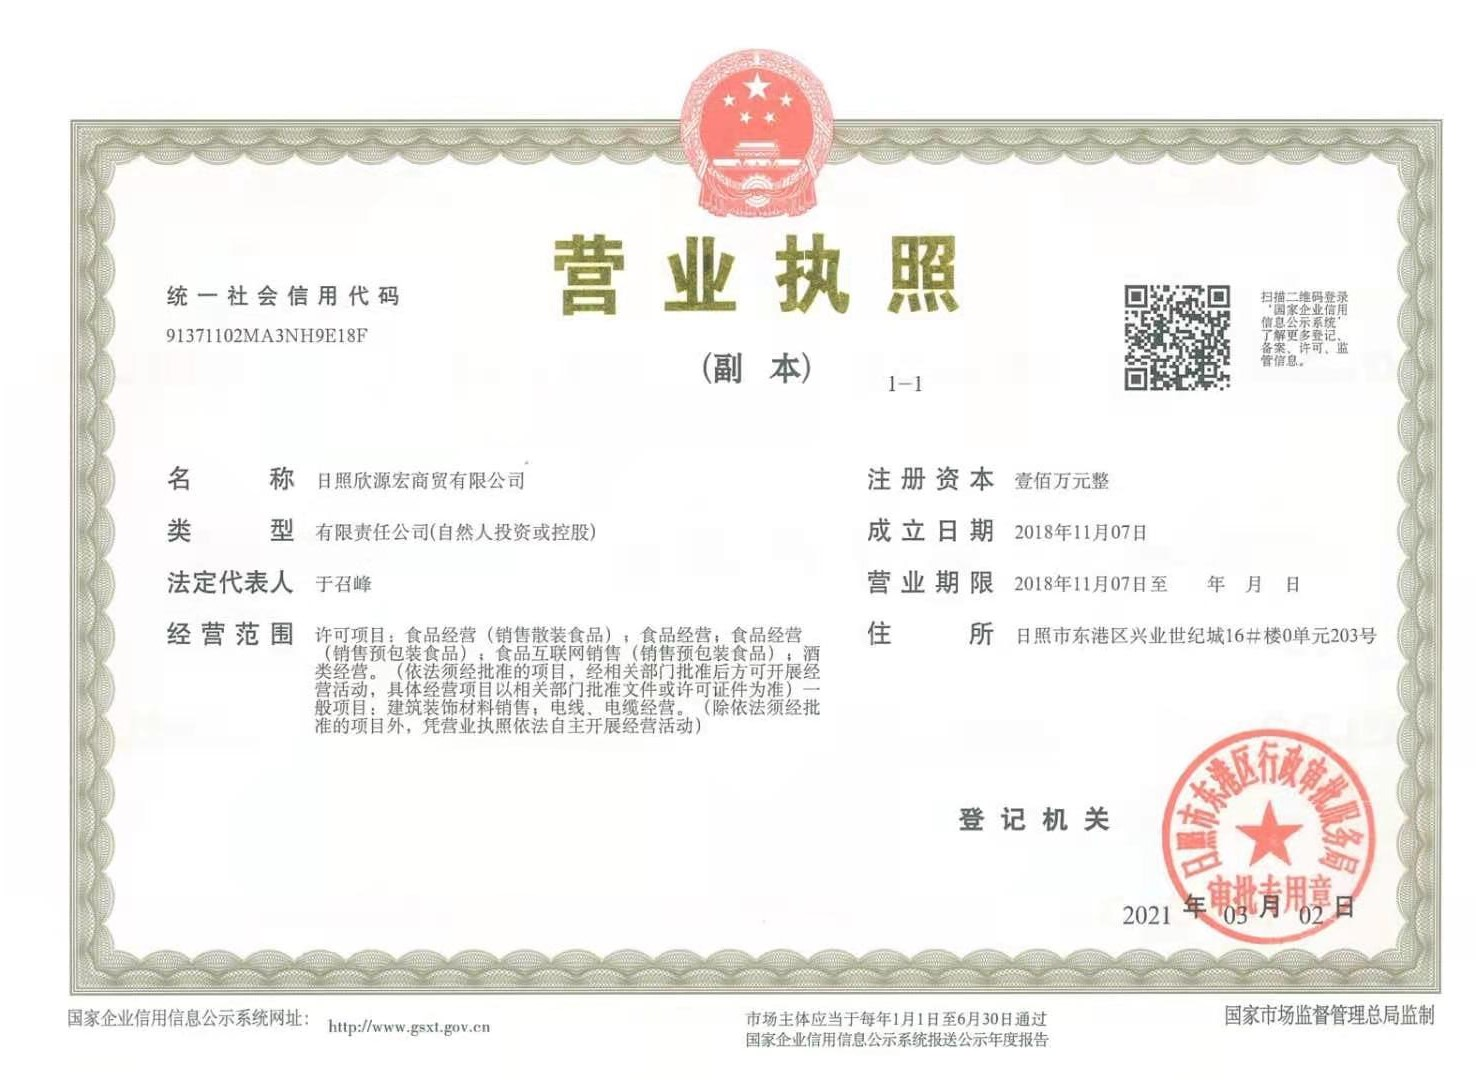 营业执照
(副 本)
1-1
统一社会信用代码
91371102MA3NH9E18F
扫描二维码登录
'国家企业信用
信息公示系统'
了解更多登记、
备案、许可、监
管信息。
名称 日照欣源宏商贸有限公司
类型 有限责任公司(自然人投资或控股)
法定代表人 于召峰
经营范围 许可项目：食品经营（销售散装食品）；食品经营；食品经营
（销售预包装食品）；食品互联网销售（销售预包装食品）；酒
类经营。（依法须经批准的项目，经相关部门批准后方可开展经
营活动，具体经营项目以相关部门批准文件或许可证件为准）一
般项目：建筑装饰材料销售；电线、电缆经营。（除依法须经批
准的项目外，凭营业执照依法自主开展经营活动）
注册资本 壹佰万元整
成立日期 2018年11月07日
营业期限 2018年11月07日至 年 月 日
住所 日照市东港区兴业世纪城16#楼0单元203号
登记机关
日照市东港区行政审批服务局
审批专用章
2021 年 03 月 02 日
国家企业信用信息公示系统网址： http://www.gsxt.gov.cn
市场主体应当于每年1月1日至6月30日通过
国家企业信用信息公示系统报送公示年度报告
国家市场监督管理总局监制